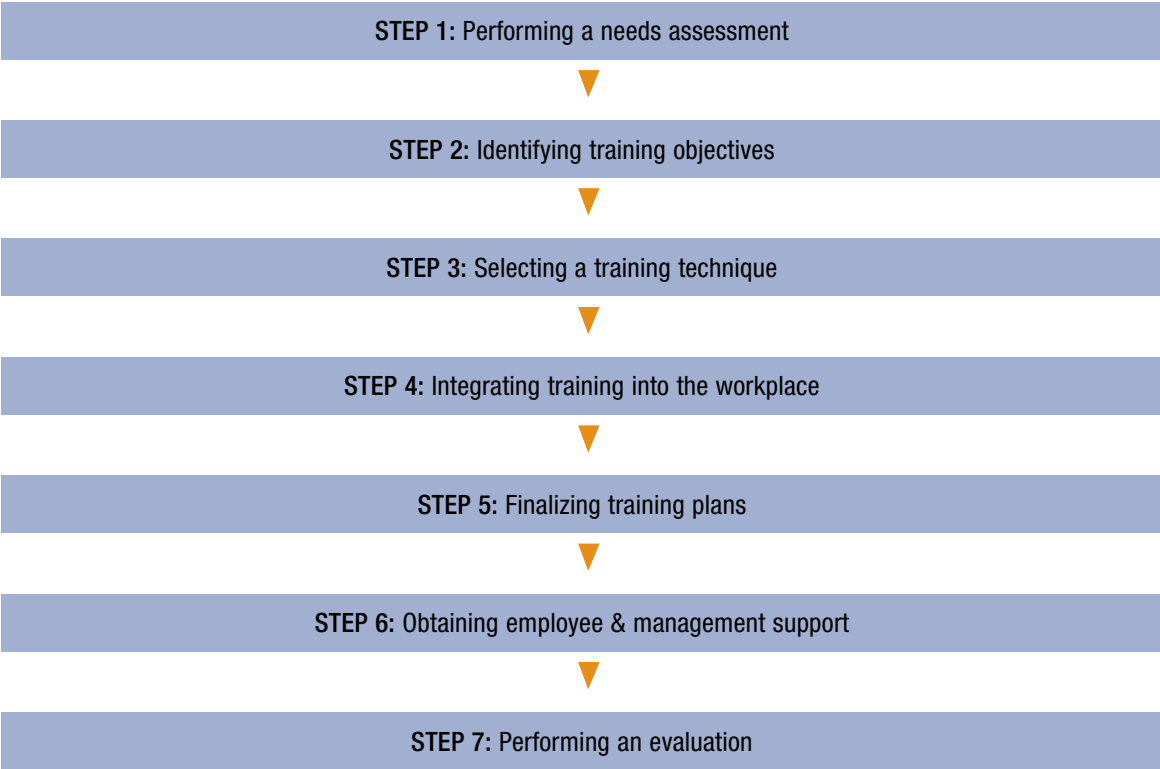 STEP 1: Performing a needs assessment
STEP 2: Identifying training objectives
STEP 3: Selecting a training technique
STEP 4: Integrating training into the workplace
STEP 5: Finalizing training plans
STEP 6: Obtaining employee & management support
STEP 7: Performing an evaluation